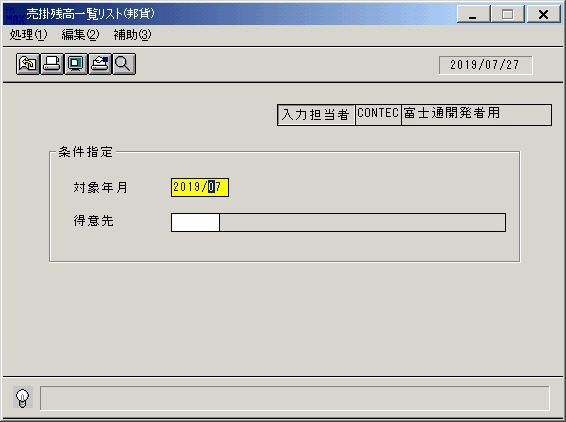 売掛残高一覧リスト(邦貨)
処理(1) 編集(2) 補助(3)
2019/07/27
入力担当者 CONTEC 富士通開発者用
条件指定
対象年月 2019/07
得意先